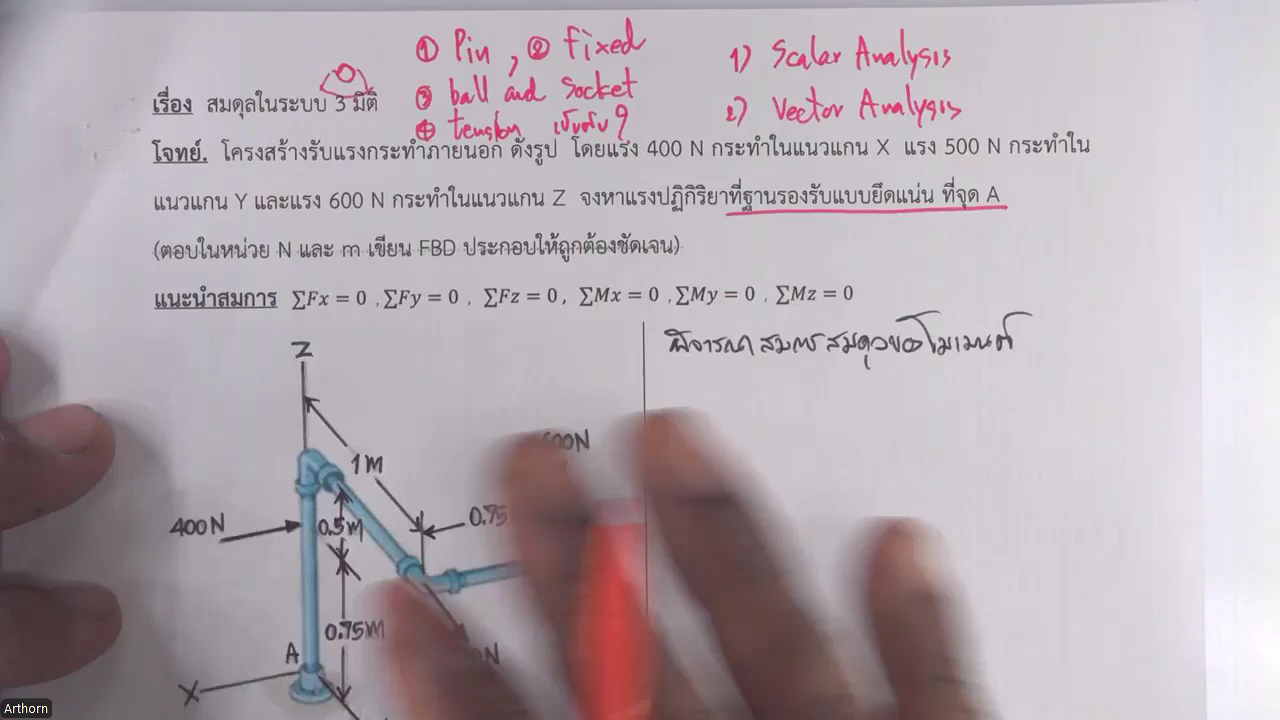 ① Pin , ② Fixed
1) Scalar Analysis
เรื่อง สมดุลในระบบ 3 มิติ
③ ball and Socket
2) Vector Analysis
④ tension
โจทย์. โครงสร้างรับแรงกระทำภายนอก ดังรูป โดยแรง 400 N กระทำในแนวแกน X แรง 500 N กระทำใน
แนวแกน Y และแรง 600 N กระทำในแนวแกน Z จงหาแรงปฏิกิริยาที่ฐานรองรับแบบยึดแน่น ที่จุด A
(ตอบในหน่วย N และ m เขียน FBD ประกอบให้ถูกต้องชัดเจน)
แนะนำสมการ ∑Fx = 0 , ∑Fy = 0 , ∑Fz = 0, ∑Mx = 0 , ∑My = 0 , ∑Mz = 0
พิจารณาสมการสมดุลของโมเมนต์
Z
1m
400N
0.5m
0.75
0.75m
A
X
Arthorn